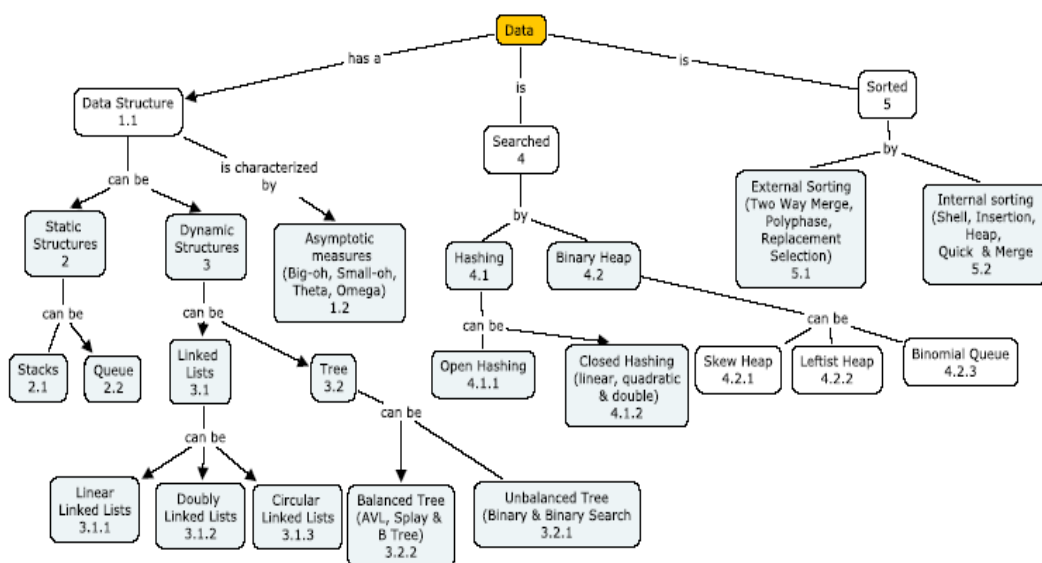 Data
has a
is
is
Data Structure
1.1
Searched
4
Sorted
5
can be
is characterized
by
by
by
Static
Structures
2
Dynamic
Structures
3
Asymptotic
measures
(Big-oh, Small-oh,
Theta, Omega)
1.2
Hashing
4.1
Binary Heap
4.2
External Sorting
(Two Way Merge,
Polyphase,
Replacement
Selection)
5.1
Internal sorting
(Shell, Insertion,
Heap,
Quick & Merge
5.2
can be
can be
can be
can be
Stacks
2.1
Queue
2.2
Linked
Lists
3.1
Tree
3.2
Open Hashing
4.1.1
Closed Hashing
(linear, quadratic
& double)
4.1.2
Skew Heap
4.2.1
Leftist Heap
4.2.2
Binomial Queue
4.2.3
can be
can be
Linear
Linked Lists
3.1.1
Doubly
Linked Lists
3.1.2
Circular
Linked Lists
3.1.3
Balanced Tree
(AVL, Splay &
B Tree)
3.2.2
Unbalanced Tree
(Binary & Binary Search
3.2.1